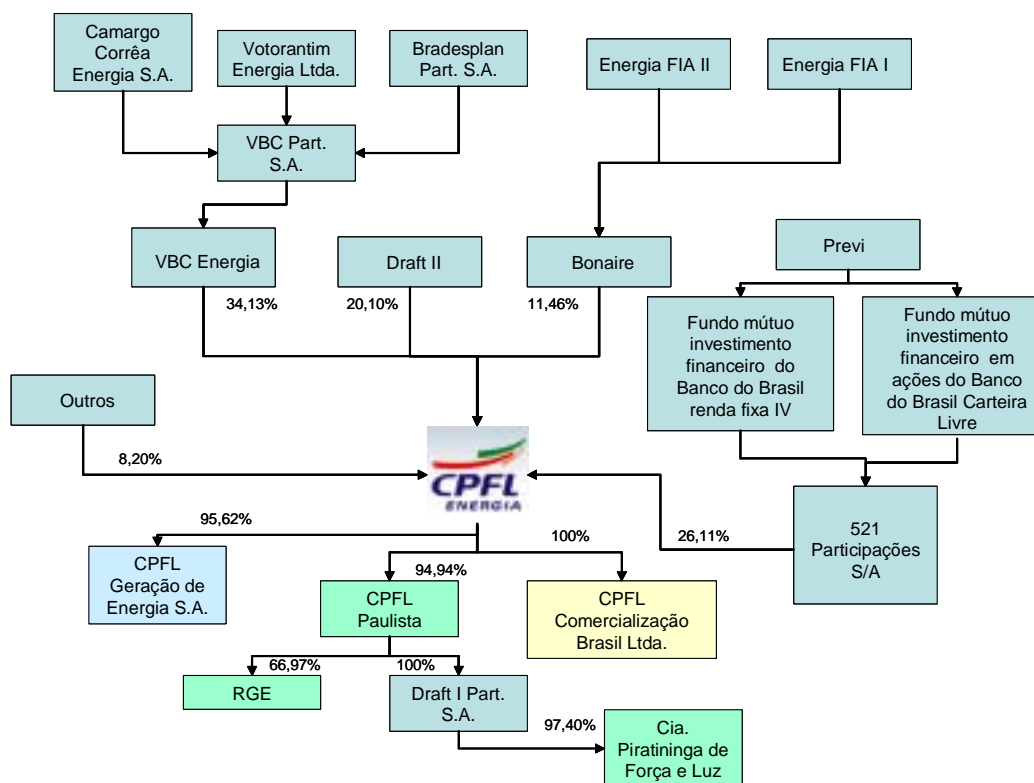 Camargo
Corrêa
Energia S.A.
Votorantim
Energia Ltda.
Bradesplan
Part. S.A.
Energia FIA II
Energia FIA I
VBC Part.
S.A.
VBC Energia
Draft II
Bonaire
Previ
34,13%
20,10%
11,46%
Fundo mútuo
investimento
financeiro do
Banco do Brasil
renda fixa IV
Fundo mútuo
investimento
financeiro em
ações do Banco
do Brasil Carteira
Livre
Outros
8,20%
CPFL
ENERGIA
26,11%
521
Participações
S/A
95,62%
100%
94,94%
CPFL
Geração de
Energia S.A.
CPFL
Paulista
CPFL
Comercialização
Brasil Ltda.
66,97%
100%
RGE
Draft I Part.
S.A.
97,40%
Cia.
Piratininga de
Força e Luz